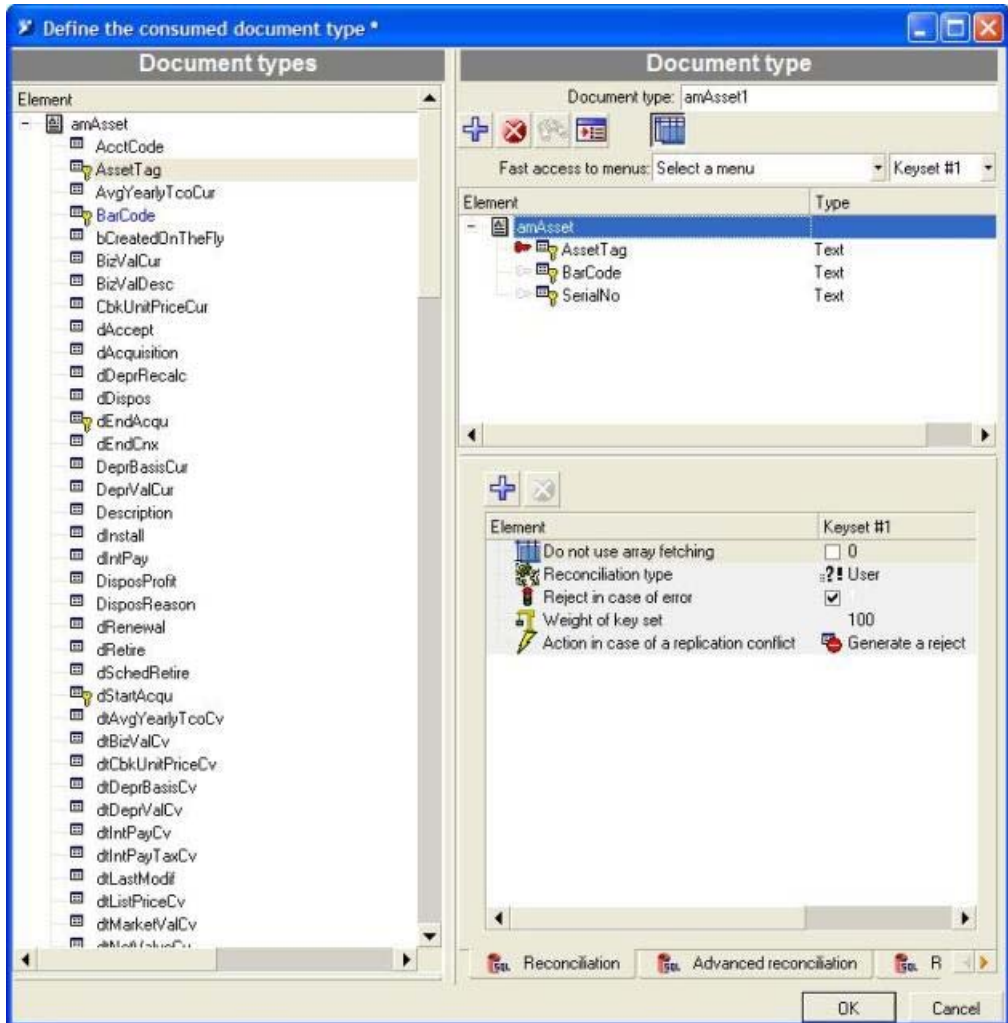 Define the consumed document type *
Document types
Element
amAsset
AcctCode
AssetTag
AvgYearlyTcoCur
BarCode
bCreatedOnTheFly
BizValCur
BizValDesc
CbkUnitPriceCur
dAccept
dAcquisition
dDeprRecalc
dDispos
dEndAcqu
dEndCnx
DeprBasisCur
DeprValCur
Description
dInstall
dIntPay
DisposProfit
DisposReason
dRenewal
dRetire
dSchedRetire
dStartAcqu
dtAvgYearlyTcoCv
dtBizValCv
dtCbkUnitPriceCv
dtDeprBasisCv
dtDeprValCv
dtIntPayCv
dtIntPayTaxCv
dtLastModif
dtListPriceCv
dtMarketValCv
Document type
Document type: amAsset1
Fast access to menus: Select a menu Keyset #1
Element Type
amAsset
AssetTag Text
BarCode Text
SerialNo Text
Element Keyset #1
Do not use array fetching 0
Reconciliation type ?! User
Reject in case of error
Weight of key set 100
Action in case of a replication conflict Generate a reject
SQL Reconciliation SQL Advanced reconciliation SQL R
OK Cancel